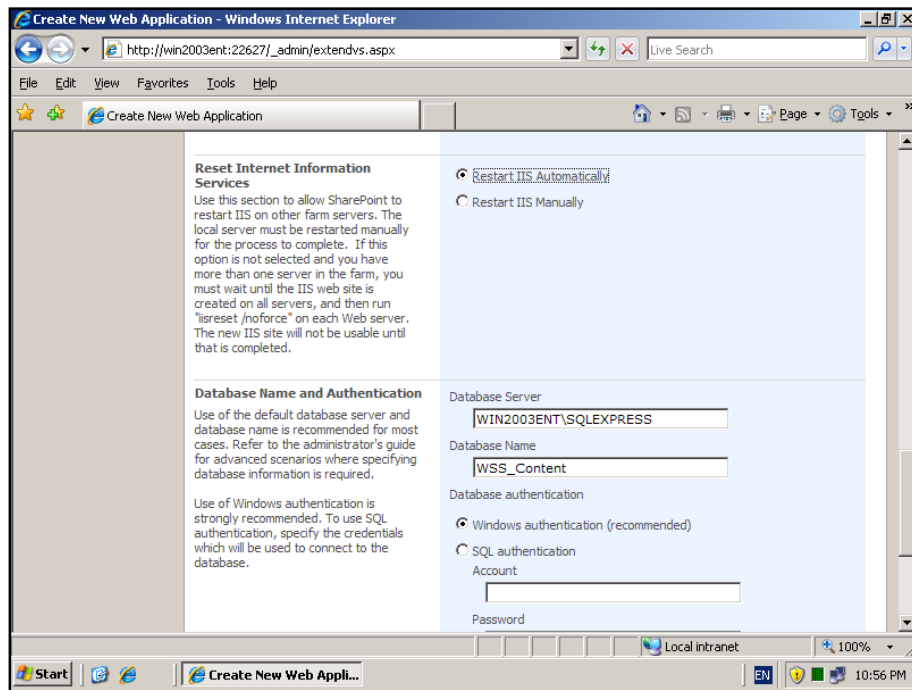 Create New Web Application - Windows Internet Explorer
http://win2003ent:22627/_admin/extendvs.aspx
Live Search
File Edit View Favorites Tools Help
Create New Web Application
Page Tools »
Reset Internet Information
Services
Use this section to allow SharePoint to
restart IIS on other farm servers. The
local server must be restarted manually
for the process to complete. If this
option is not selected and you have
more than one server in the farm, you
must wait until the IIS web site is
created on all servers, and then run
"iisreset /noforce" on each Web server.
The new IIS site will not be usable until
that is completed.
Restart IIS Automatically
Restart IIS Manually
Database Name and Authentication
Use of the default database server and
database name is recommended for most
cases. Refer to the administrator's guide
for advanced scenarios where specifying
database information is required.
Use of Windows authentication is
strongly recommended. To use SQL
authentication, specify the credentials
which will be used to connect to the
database.
Database Server
WIN2003ENT\SQLEXPRESS
Database Name
WSS_Content
Database authentication
Windows authentication (recommended)
SQL authentication
Account
Password
Local intranet 100%
Start Create New Web Appli... EN 10:56 PM